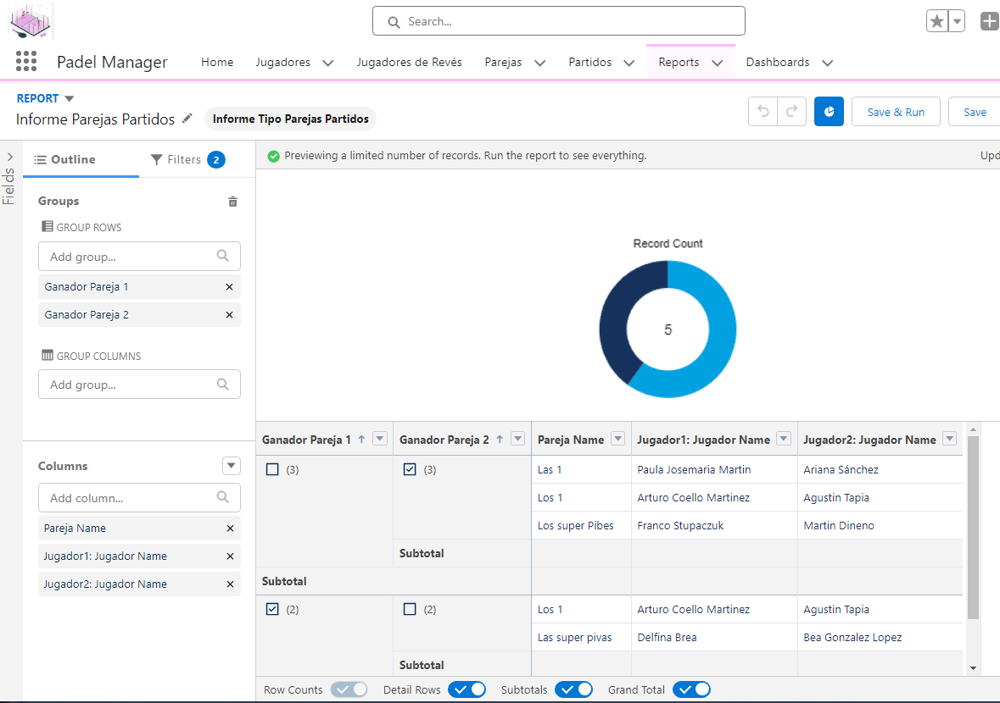 Search...
Padel Manager Home Jugadores Jugadores de Revés Parejas Partidos Reports Dashboards
REPORT
Informe Parejas Partidos Informe Tipo Parejas Partidos
Save & Run Save
Fields
Outline Filters 2
Previewing a limited number of records. Run the report to see everything. Upd
Groups
GROUP ROWS
Add group...
Ganador Pareja 1
Ganador Pareja 2
GROUP COLUMNS
Add group...
Columns
Add column...
Pareja Name
Jugador1: Jugador Name
Jugador2: Jugador Name
Record Count
5
Ganador Pareja 1 Ganador Pareja 2 Pareja Name Jugador1: Jugador Name Jugador2: Jugador Name
(3) (3) Las 1 Paula Josemaria Martin Ariana Sánchez
Los 1 Arturo Coello Martinez Agustin Tapia
Los super Pibes Franco Stupaczuk Martin Dineno
Subtotal
Subtotal
(2) (2) Los 1 Arturo Coello Martinez Agustin Tapia
Las super pivas Delfina Brea Bea Gonzalez Lopez
Subtotal
Row Counts Detail Rows Subtotals Grand Total